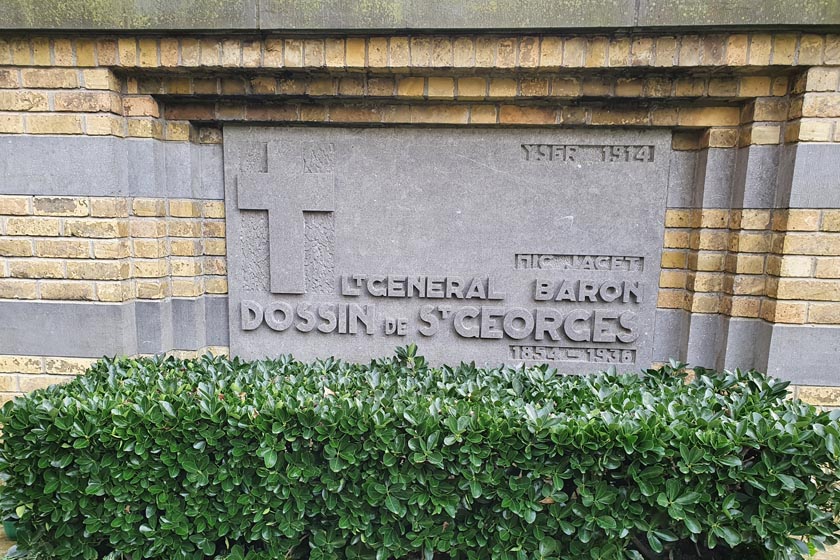 YSER 1914
HIC JACET
LT GENERAL BARON
DOSSIN DE ST GEORGES
1854-1936